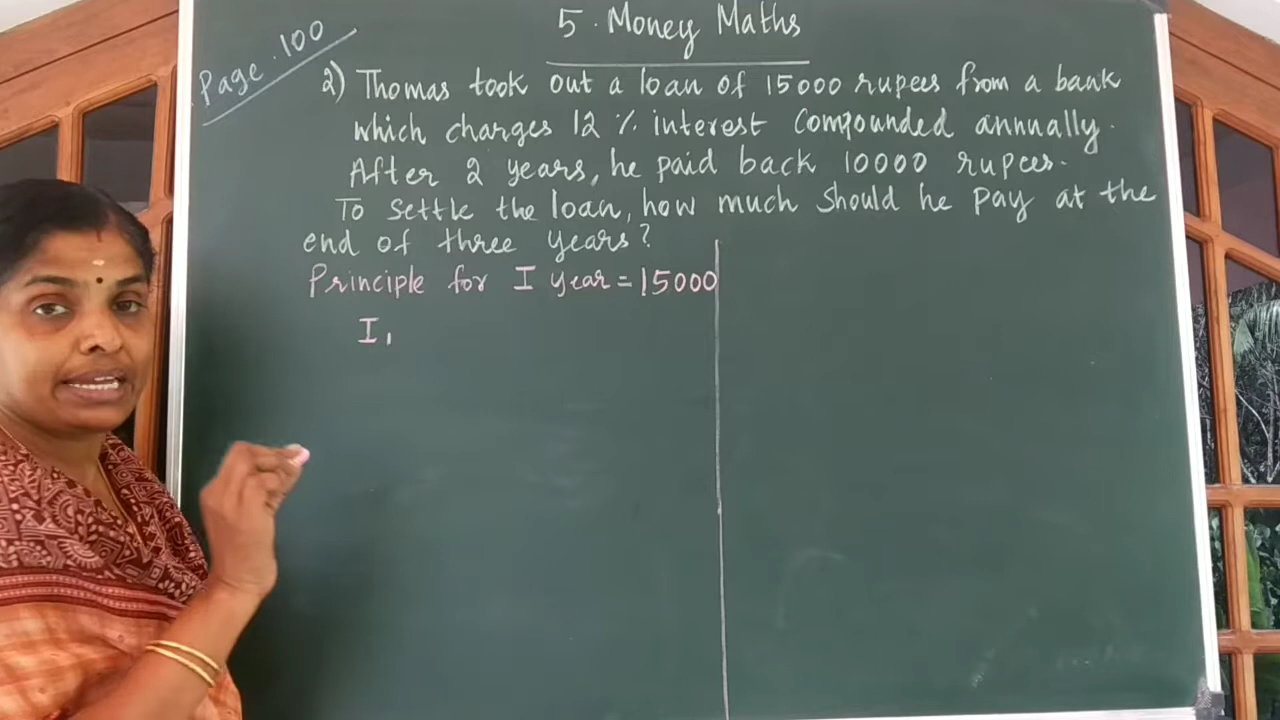 5. Money Maths
Page.100
2) Thomas took out a loan of 15000 rupees from a bank
which charges 12 % interest compounded annually.
After 2 years, he paid back 10000 rupees.
To settle the loan, how much should he pay at the
end of three years?
Principle for I year = 15000
I₁